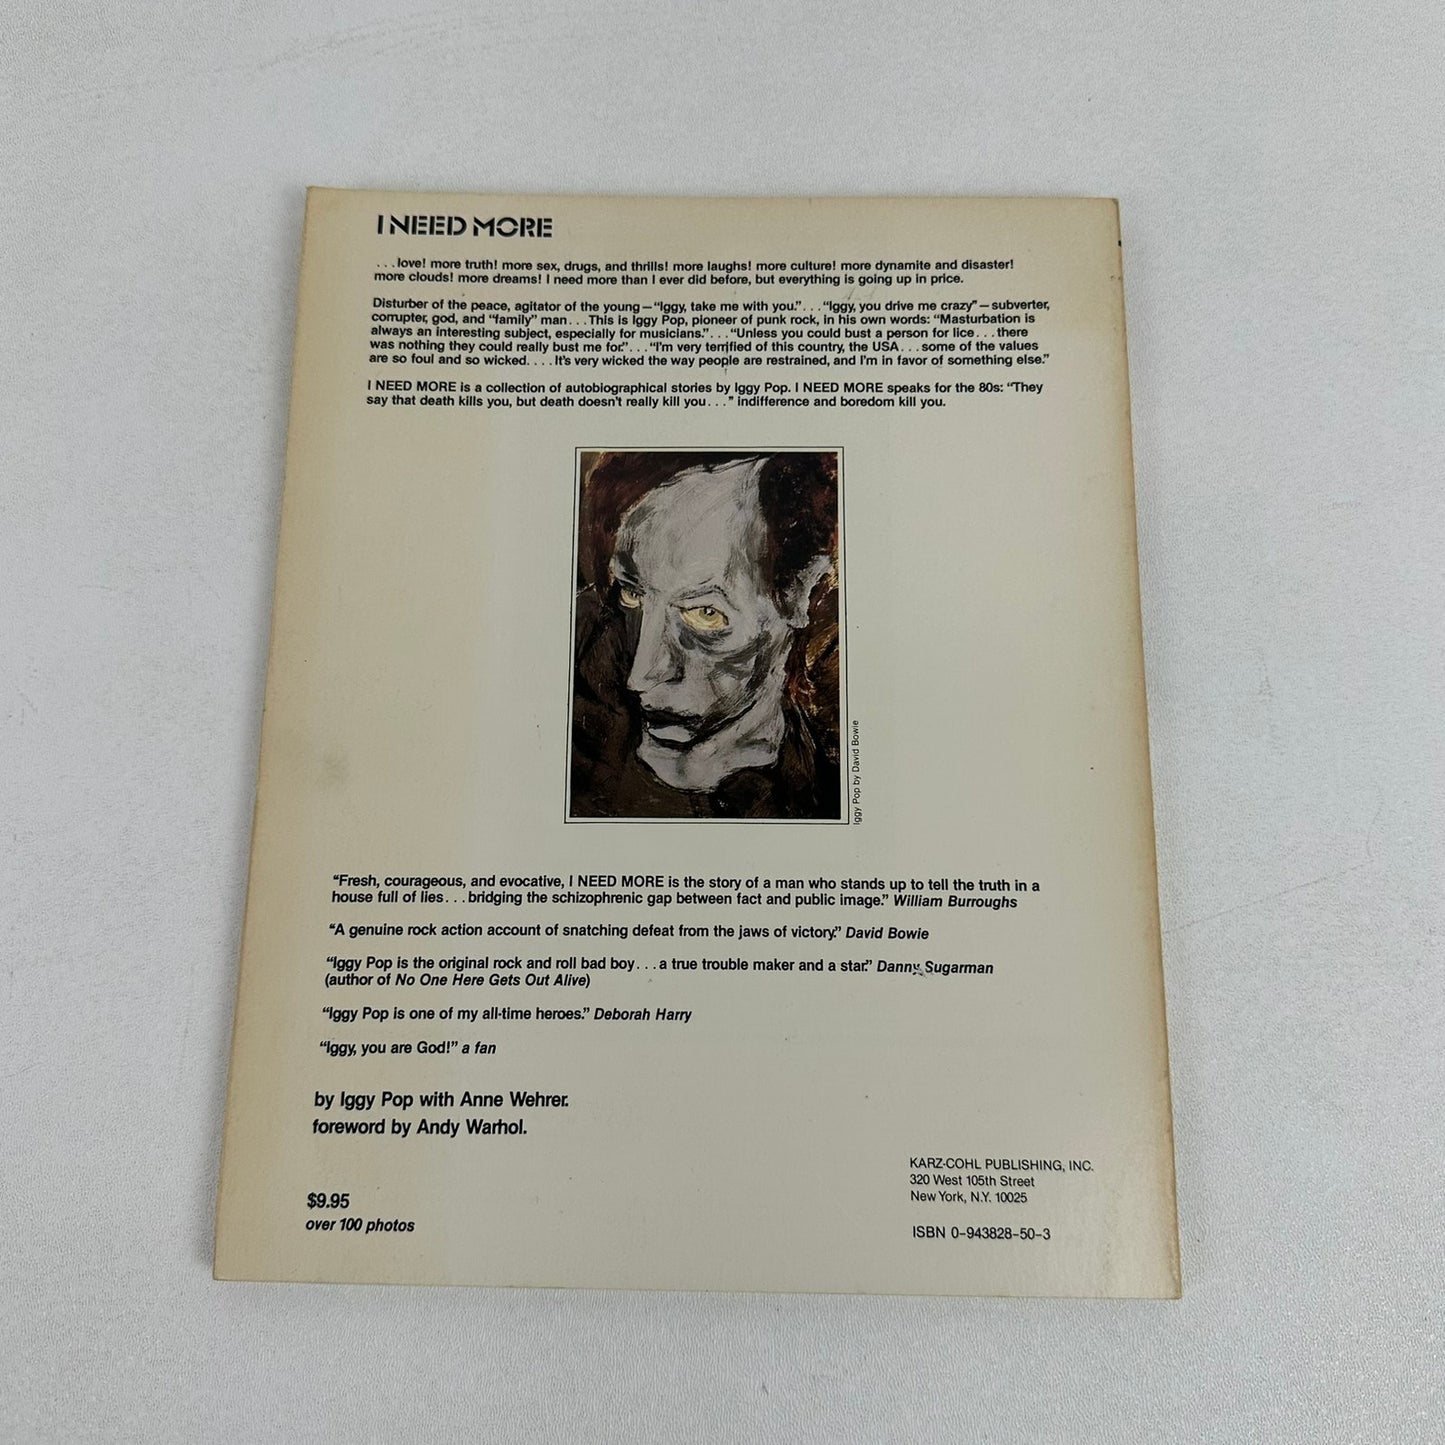 I NEED MORE
. . . love! more truth! more sex, drugs, and thrills! more laughs! more culture! more dynamite and disaster!
more clouds! more dreams! I need more than I ever did before, but everything is going up in price.
Disturber of the peace, agitator of the young—“Iggy, take me with you.”. . . “Iggy, you drive me crazy”—subverter,
corrupter, god, and “family” man . . . This is Iggy Pop, pioneer of punk rock, in his own words: “Masturbation is
always an interesting subject, especially for musicians.”. . . “Unless you could bust a person for lice . . . there
was nothing they could really bust me for.”. . . “I'm very terrified of this country, the USA . . . some of the values
are so foul and so wicked. . . . It's very wicked the way people are restrained, and I'm in favor of something else.”
I NEED MORE is a collection of autobiographical stories by Iggy Pop. I NEED MORE speaks for the 80s: “They
say that death kills you, but death doesn't really kill you . . .” indifference and boredom kill you.
Iggy Pop by David Bowie
“Fresh, courageous, and evocative, I NEED MORE is the story of a man who stands up to tell the truth in a
house full of lies . . . bridging the schizophrenic gap between fact and public image.” William Burroughs
“A genuine rock action account of snatching defeat from the jaws of victory.” David Bowie
“Iggy Pop is the original rock and roll bad boy . . . a true trouble maker and a star.” Danny Sugarman
(author of No One Here Gets Out Alive)
“Iggy Pop is one of my all-time heroes.” Deborah Harry
“Iggy, you are God!” a fan
by Iggy Pop with Anne Wehrer.
foreword by Andy Warhol.
KARZ-COHL PUBLISHING, INC.
320 West 105th Street
New York, N.Y. 10025
$9.95
over 100 photos
ISBN 0-943828-50-3